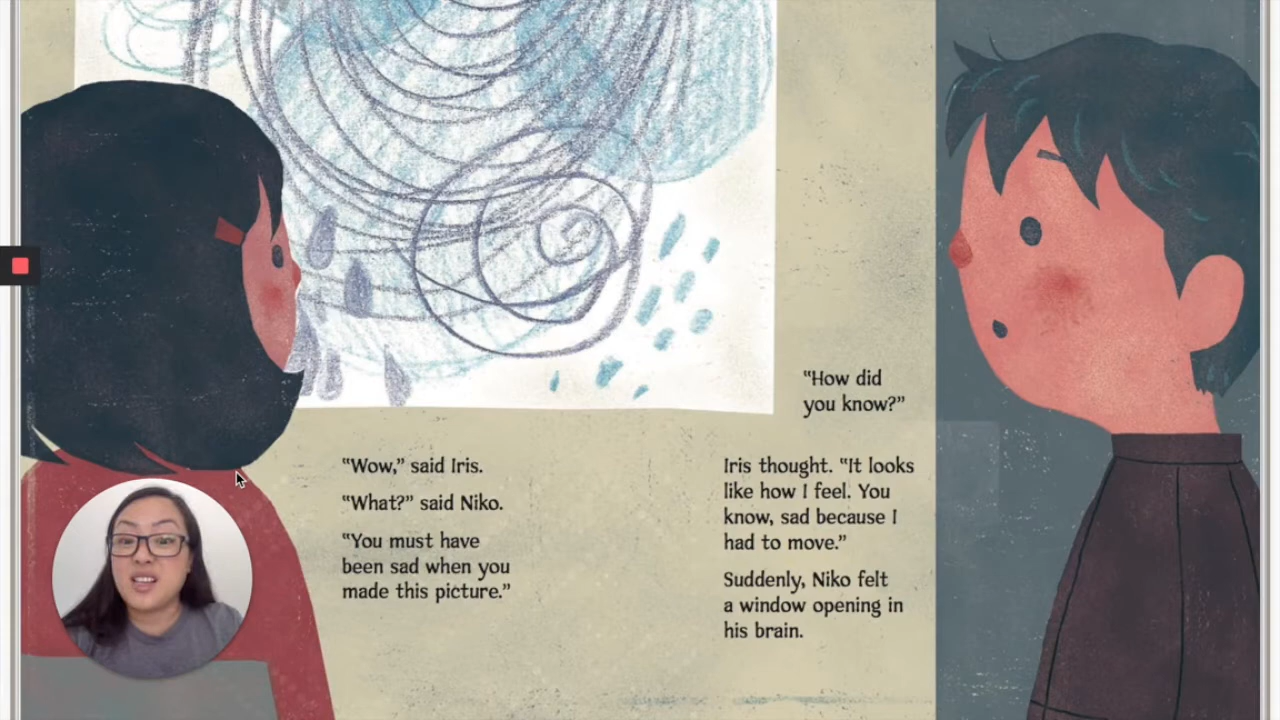 “Wow,” said Iris.
“What?” said Niko.
“You must have
been sad when you
made this picture.”
“How did
you know?”
Iris thought. “It looks
like how I feel. You
know, sad because I
had to move.”
Suddenly, Niko felt
a window opening in
his brain.